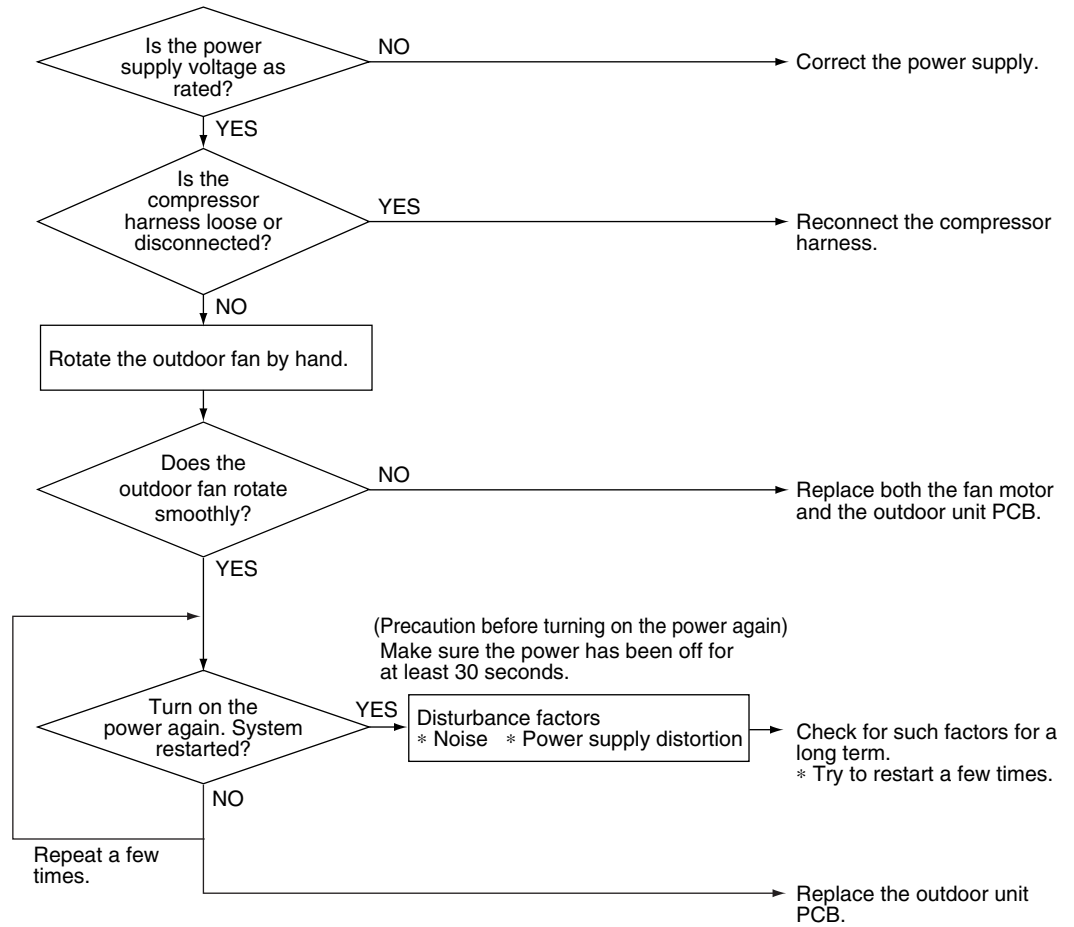 Is the power
supply voltage as
rated?
NO
Correct the power supply.
YES
Is the
compressor
harness loose or
disconnected?
YES
Reconnect the compressor
harness.
NO
Rotate the outdoor fan by hand.
Does the
outdoor fan rotate
smoothly?
NO
Replace both the fan motor
and the outdoor unit PCB.
YES
(Precaution before turning on the power again)
Make sure the power has been off for
at least 30 seconds.
Turn on the
power again. System
restarted?
YES
Disturbance factors
∗ Noise ∗ Power supply distortion
Check for such factors for a
long term.
∗ Try to restart a few times.
NO
Repeat a few
times.
Replace the outdoor unit
PCB.